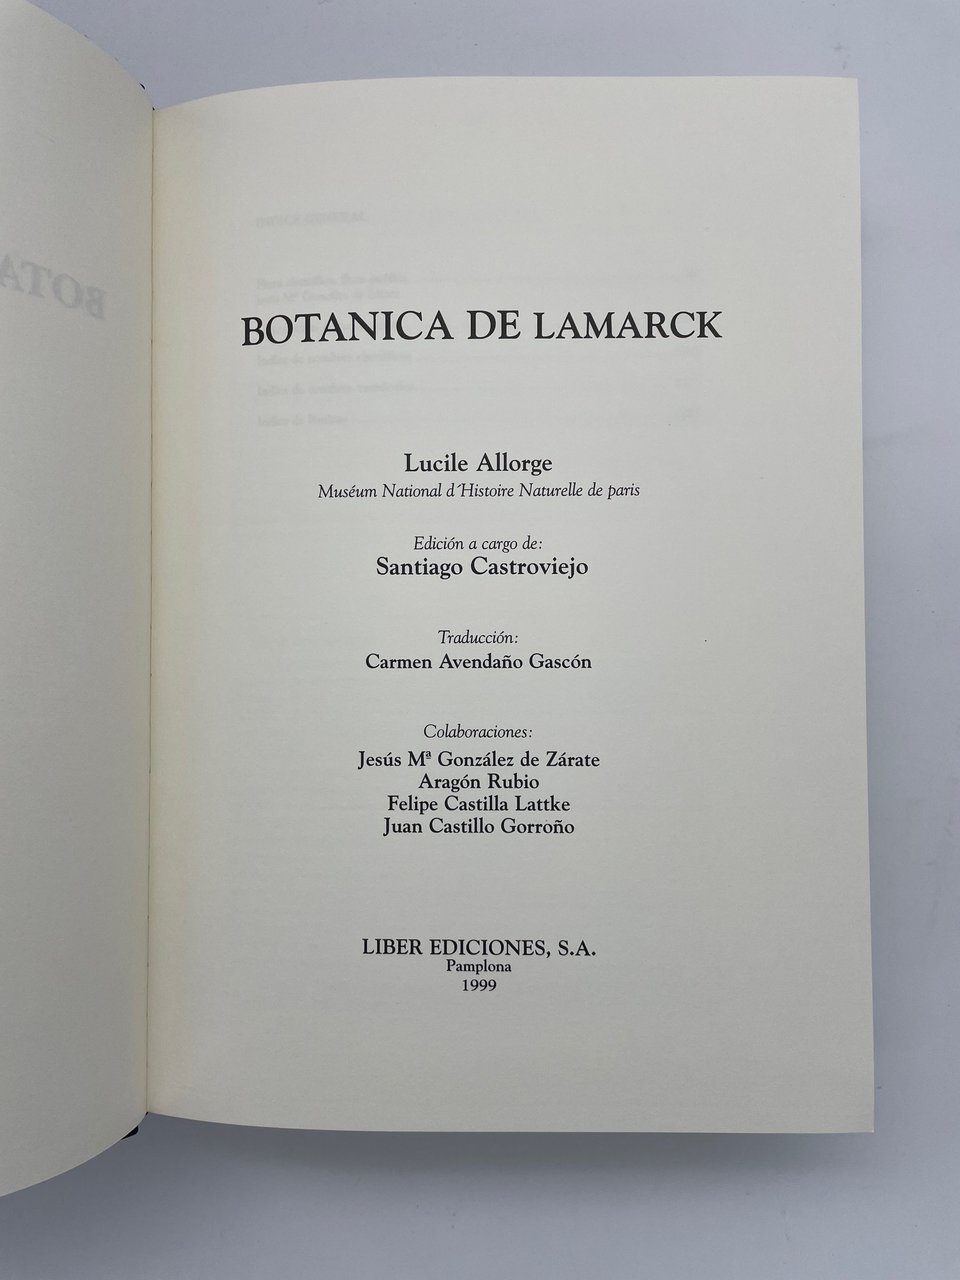 BOTA
BOTANICA DE LAMARCK
Lucile Allorge
Muséum National d´Histoire Naturelle de paris
Edición a cargo de:
Santiago Castroviejo
Traducción:
Carmen Avendaño Gascón
Colaboraciones:
Jesús Mª González de Zárate
Aragón Rubio
Felipe Castilla Lattke
Juan Castillo Gorroño
LIBER EDICIONES, S.A.
Pamplona
1999